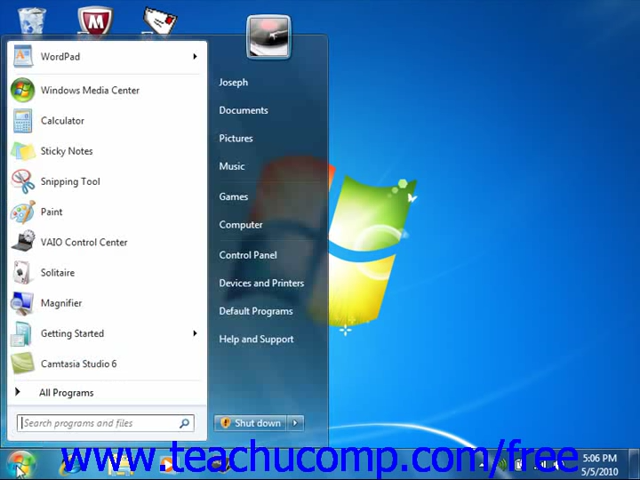 WordPad
Windows Media Center
Calculator
Sticky Notes
Snipping Tool
Paint
VAIO Control Center
Solitaire
Magnifier
Getting Started
Camtasia Studio 6
All Programs
Search programs and files
Joseph
Documents
Pictures
Music
Games
Computer
Control Panel
Devices and Printers
Default Programs
Help and Support
Shut down
www.teachucomp.com/free
5:06 PM
5/5/2010